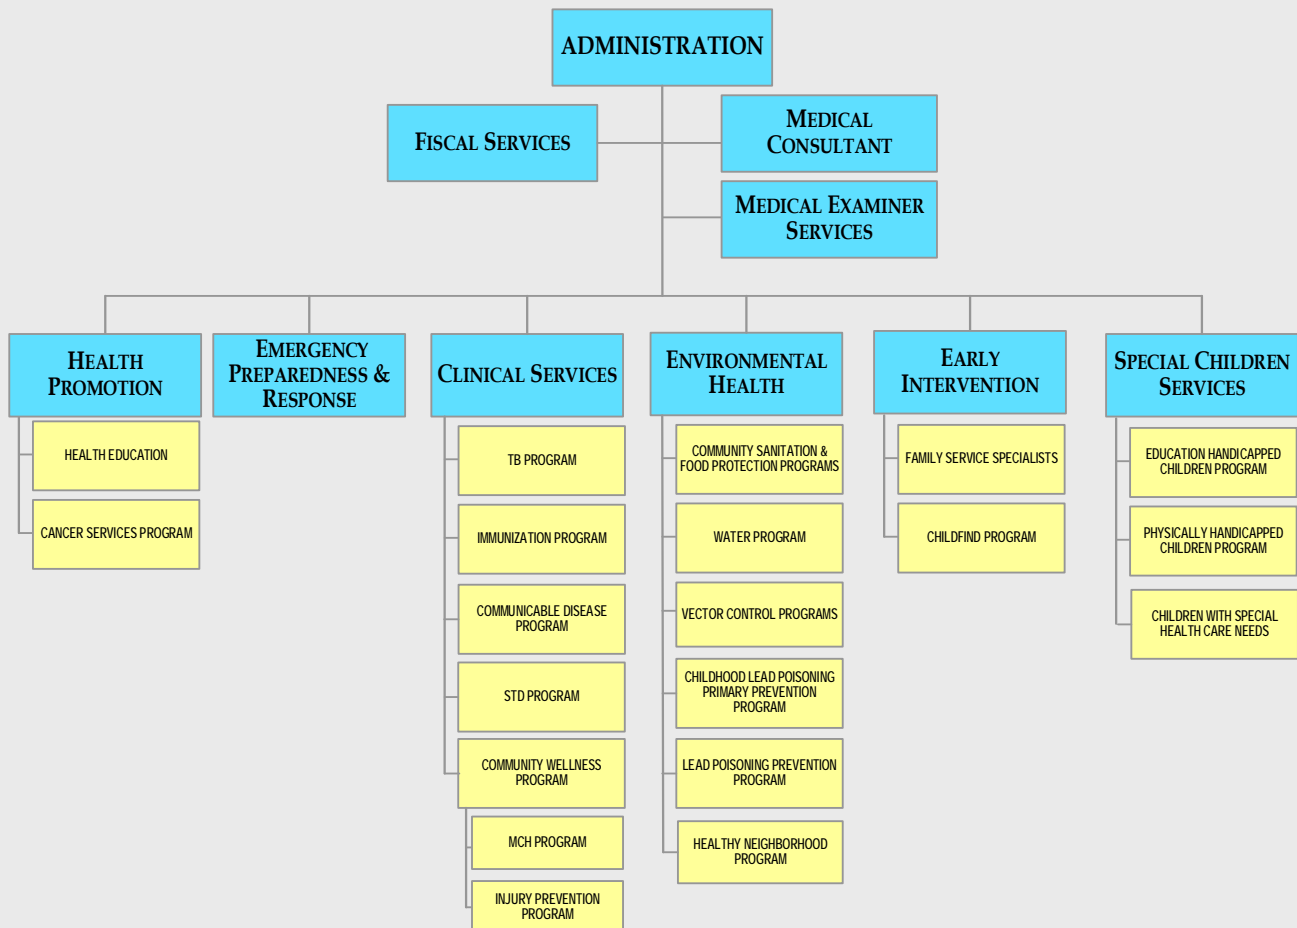 ADMINISTRATION
FISCAL SERVICES
MEDICAL
CONSULTANT
MEDICAL EXAMINER
SERVICES
HEALTH
PROMOTION
HEALTH EDUCATION
CANCER SERVICES PROGRAM
EMERGENCY
PREPAREDNESS &
RESPONSE
CLINICAL SERVICES
TB PROGRAM
IMMUNIZATION PROGRAM
COMMUNICABLE DISEASE
PROGRAM
STD PROGRAM
COMMUNITY WELLNESS
PROGRAM
MCH PROGRAM
INJURY PREVENTION
PROGRAM
ENVIRONMENTAL
HEALTH
COMMUNITY SANITATION &
FOOD PROTECTION PROGRAMS
WATER PROGRAM
VECTOR CONTROL PROGRAMS
CHILDHOOD LEAD POISONING
PRIMARY PREVENTION
PROGRAM
LEAD POISONING PREVENTION
PROGRAM
HEALTHY NEIGHBORHOOD
PROGRAM
EARLY
INTERVENTION
FAMILY SERVICE SPECIALISTS
CHILDFIND PROGRAM
SPECIAL CHILDREN
SERVICES
EDUCATION HANDICAPPED
CHILDREN PROGRAM
PHYSICALLY HANDICAPPED
CHILDREN PROGRAM
CHILDREN WITH SPECIAL
HEALTH CARE NEEDS